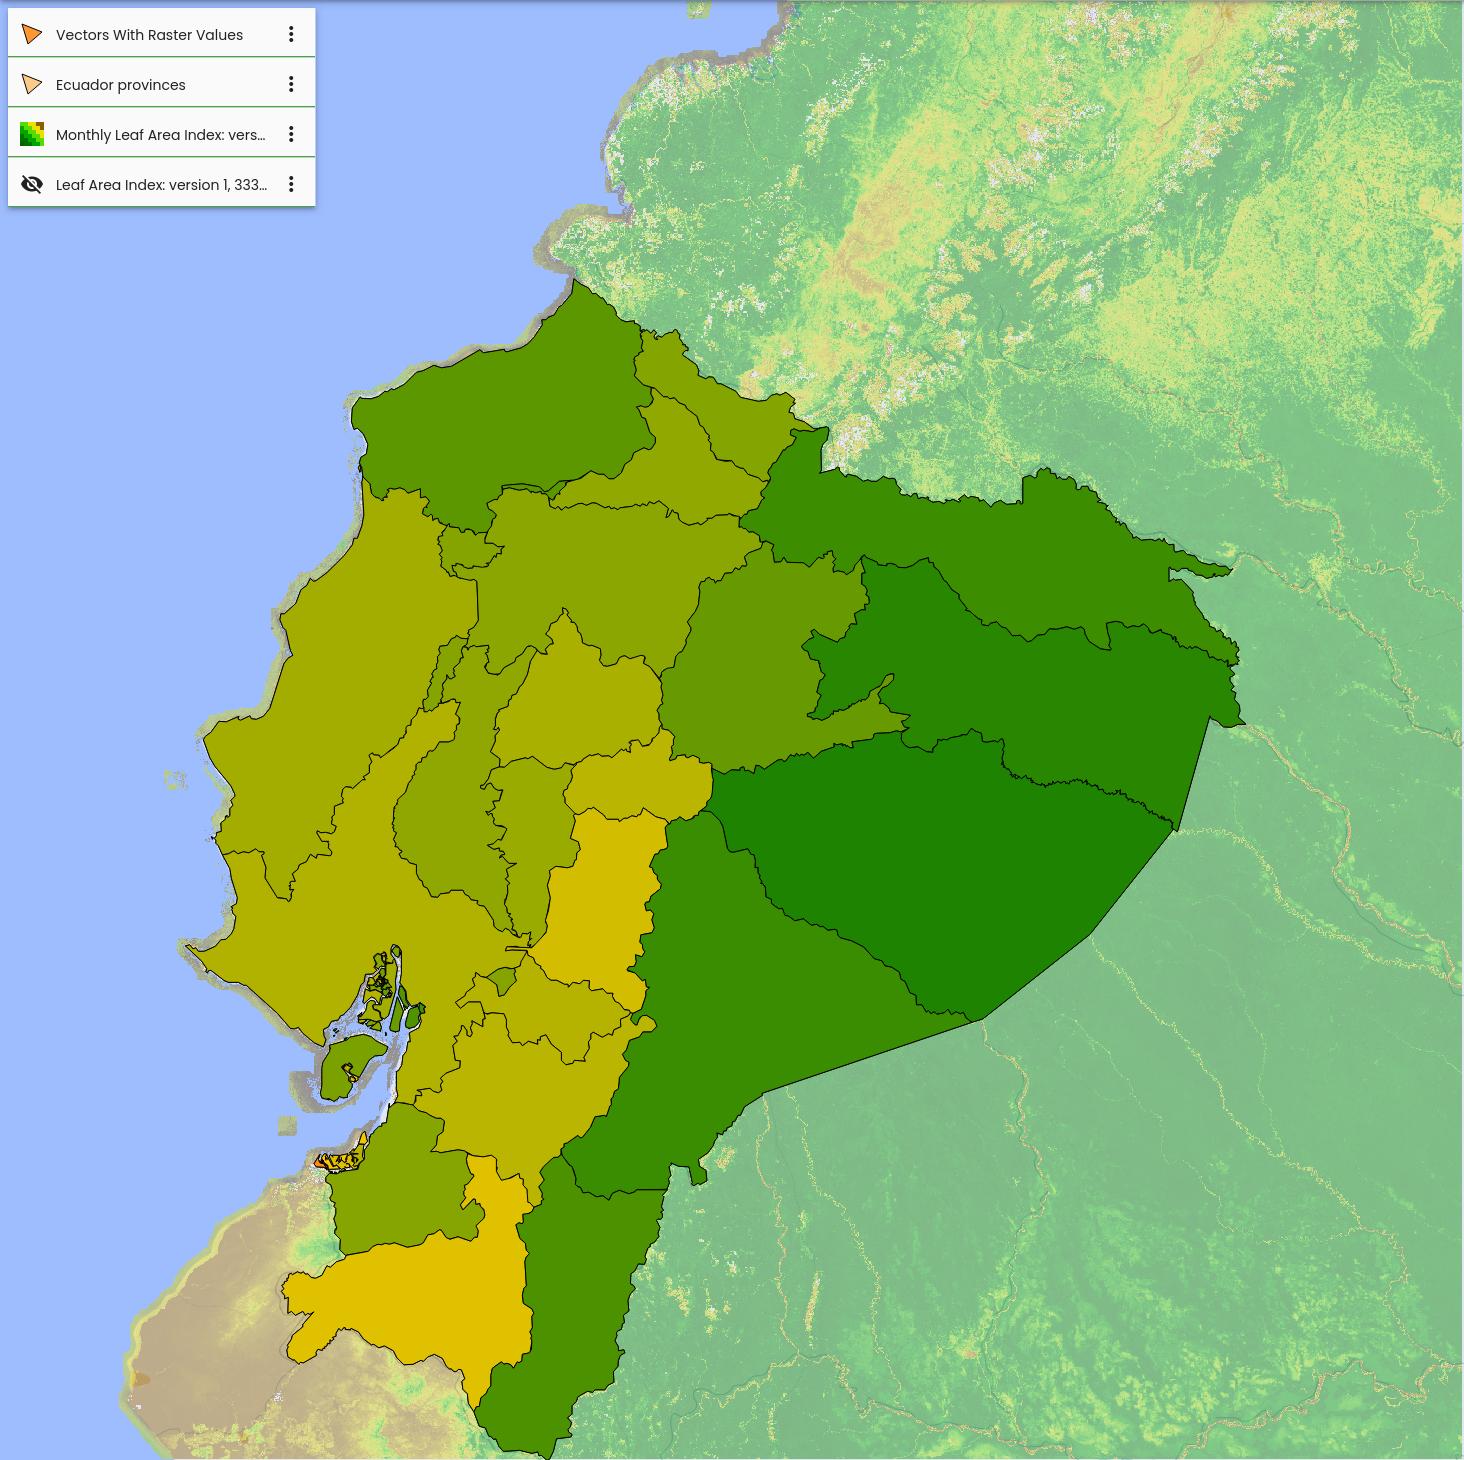 Vectors With Raster Values
Ecuador provinces
Monthly Leaf Area Index: vers...
Leaf Area Index: version 1, 333...